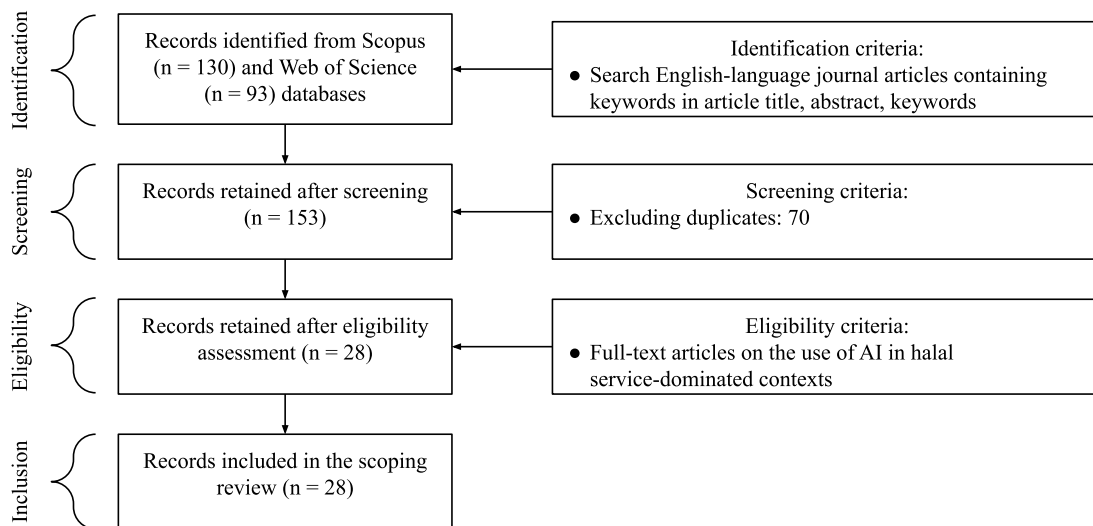 Identification
Records identified from Scopus
(n = 130) and Web of Science
(n = 93) databases
Identification criteria:
● Search English-language journal articles containing
keywords in article title, abstract, keywords
Screening
Records retained after screening
(n = 153)
Screening criteria:
● Excluding duplicates: 70
Eligibility
Records retained after eligibility
assessment (n = 28)
Eligibility criteria:
● Full-text articles on the use of AI in halal
service-dominated contexts
Inclusion
Records included in the scoping
review (n = 28)